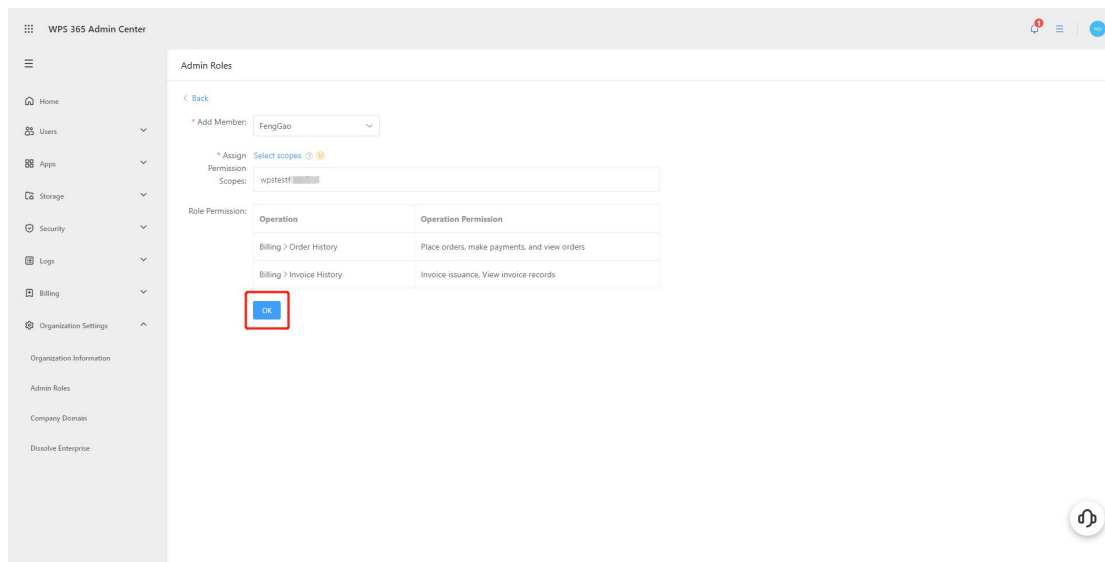 WPS 365 Admin Center
1
Admin Roles
Home
Users
Apps
Storage
Security
Logs
Billing
Organization Settings
Organization Information
Admin Roles
Company Domain
Dissolve Enterprise
< Back
* Add Member:
FengGao
* Assign Permission Scopes:
Select scopes
wpstestf
Role Permission:
Operation
Operation Permission
Billing > Order History
Place orders, make payments, and view orders
Billing > Invoice History
Invoice issuance, View invoice records
OK